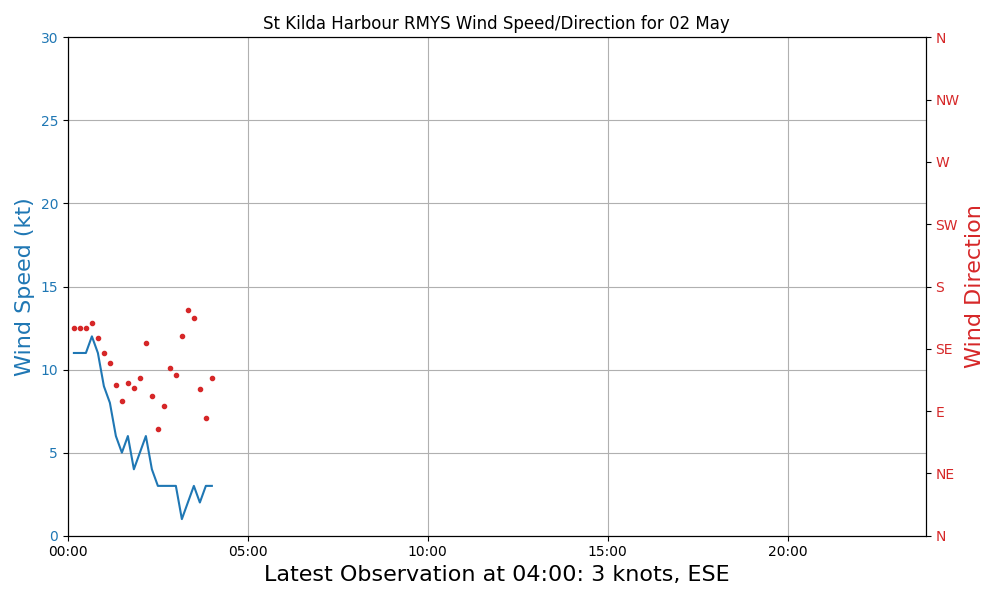 St Kilda Harbour RMYS Wind Speed/Direction for 02 May
Wind Speed (kt)
30
25
20
15
10
5
0
00:00 05:00 10:00 15:00 20:00
N
NW
W
SW
S
SE
E
NE
N
Wind Direction
Latest Observation at 04:00: 3 knots, ESE